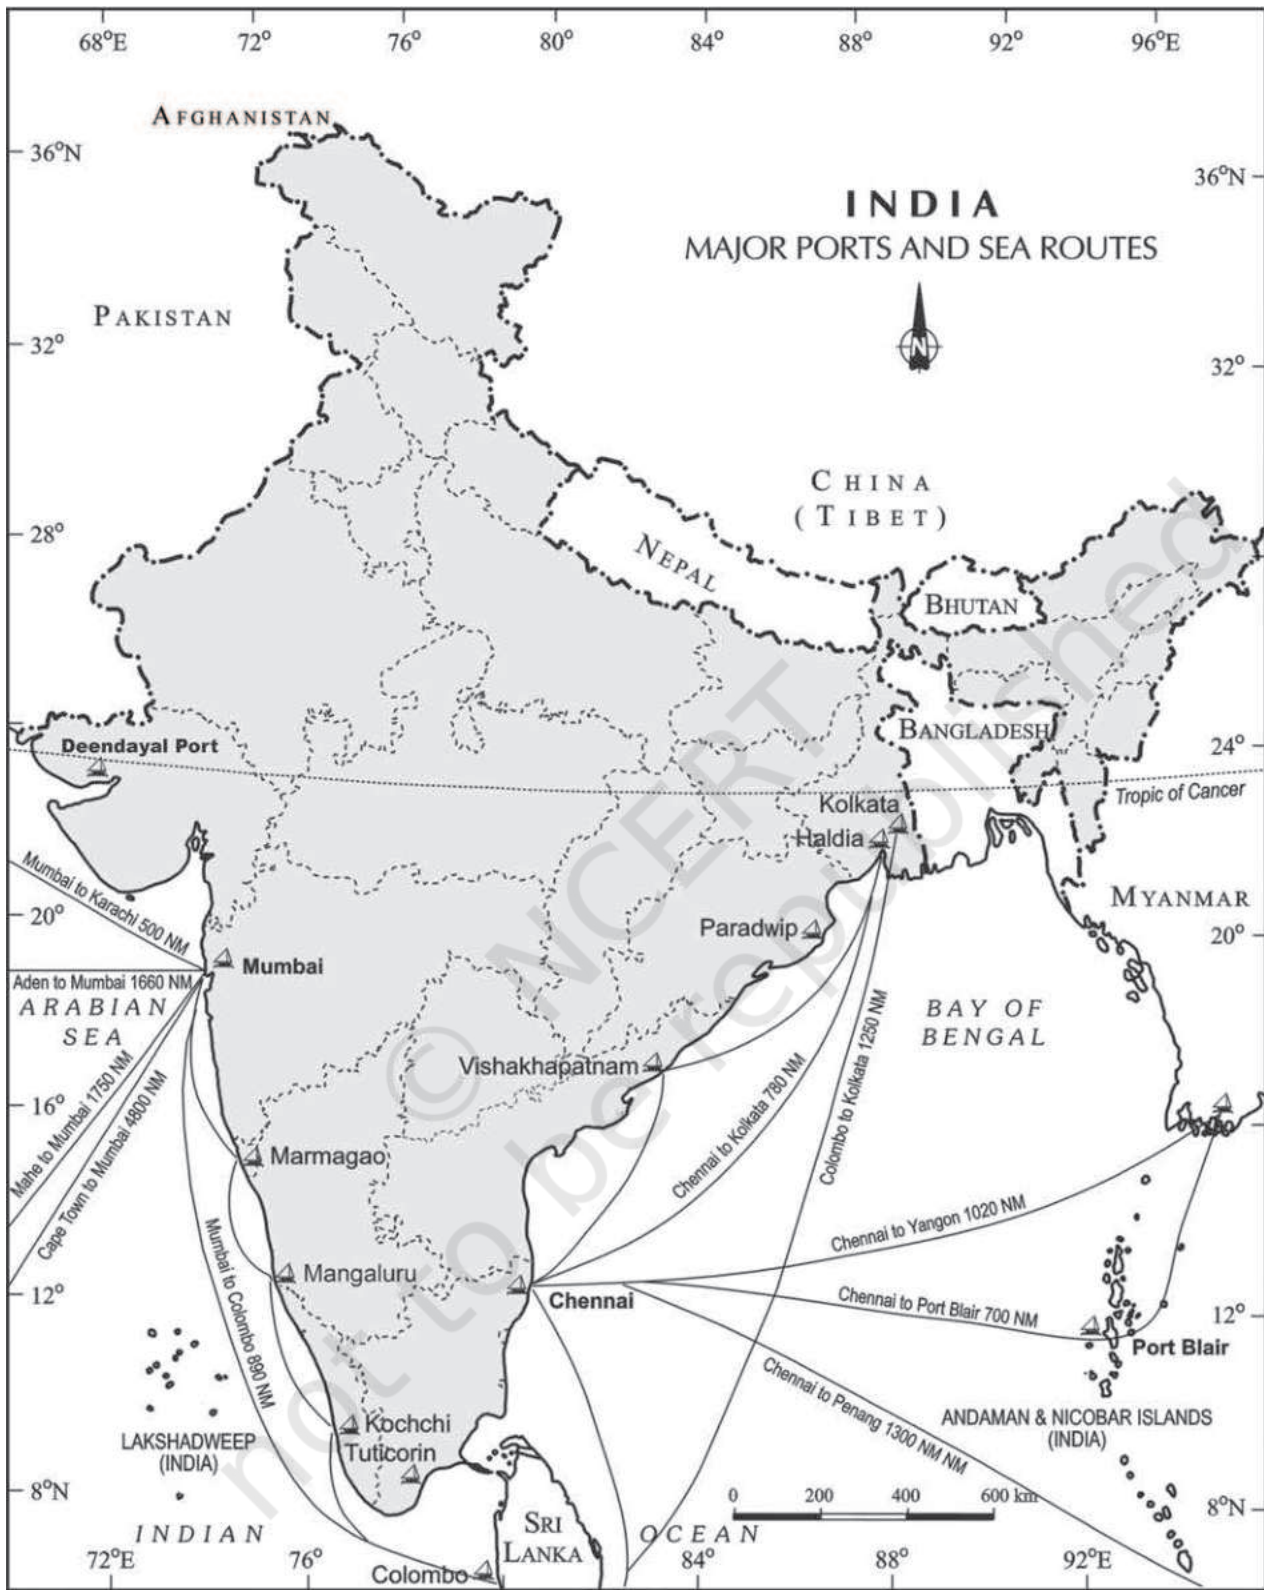 68°E 72° 76° 80° 84° 88° 92° 96°E
AFGHANISTAN
36°N
36°N
INDIA
MAJOR PORTS AND SEA ROUTES
PAKISTAN
N
32°
32°
CHINA
(TIBET)
28°
NEPAL
BHUTAN
BANGLADESH
24°
Deendayal Port
Tropic of Cancer
Kolkata
Haldia
Mumbai to Karachi 500 NM
MYANMAR
20°
20°
Paradwip
Mumbai
Aden to Mumbai 1660 NM
ARABIAN
SEA
BAY OF
BENGAL
Vishakhapatnam
Mahe to Mumbai 1750 NM
Cape Town to Mumbai 4800 NM
16°
Chennai to Kolkata 780 NM
Colombo to Kolkata 1250 NM
Marmagao
Mumbai to Colombo 890 NM
Chennai to Yangon 1020 NM
Mangaluru
12°
Chennai
Chennai to Port Blair 700 NM
12°
Port Blair
Chennai to Penang 1300 NM NM
Kochchi
Tuticorin
LAKSHADWEEP
(INDIA)
ANDAMAN & NICOBAR ISLANDS
(INDIA)
8°N
0 200 400 600 km
8°N
INDIAN OCEAN
SRI
LANKA
Colombo
72°E 76° 84° 88° 92°E
© NCERT
not to be republished